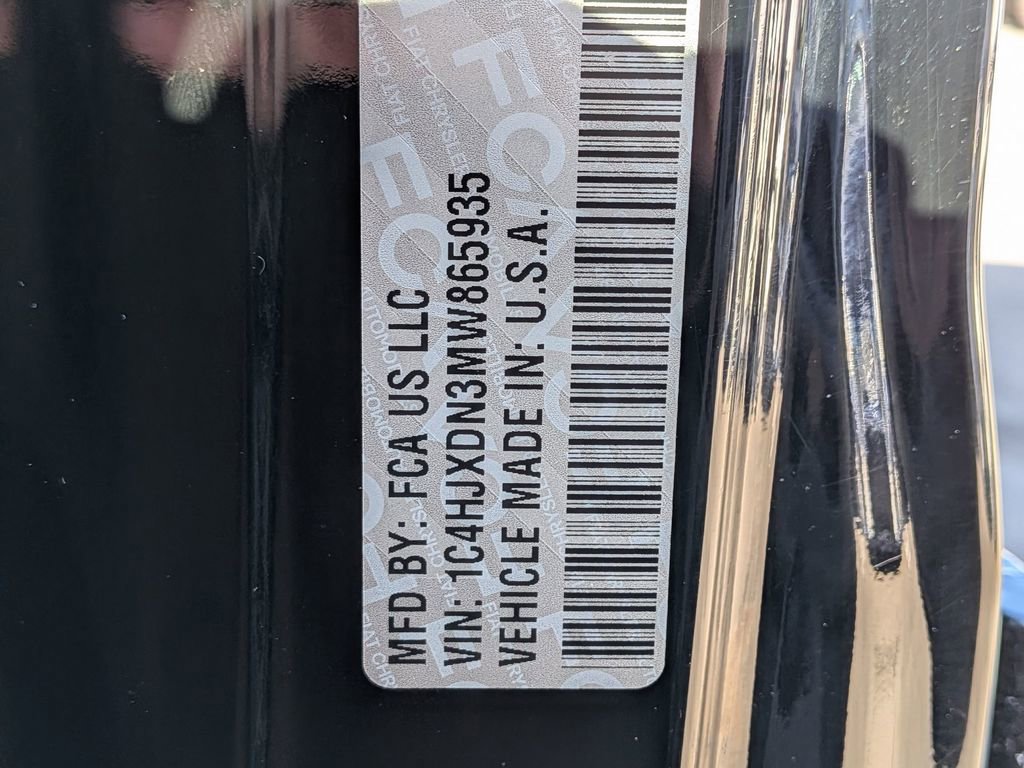 MFD BY: FCA US LLC
VIN: 1C4HJXDN3MW865935
VEHICLE MADE IN: U.S.A.